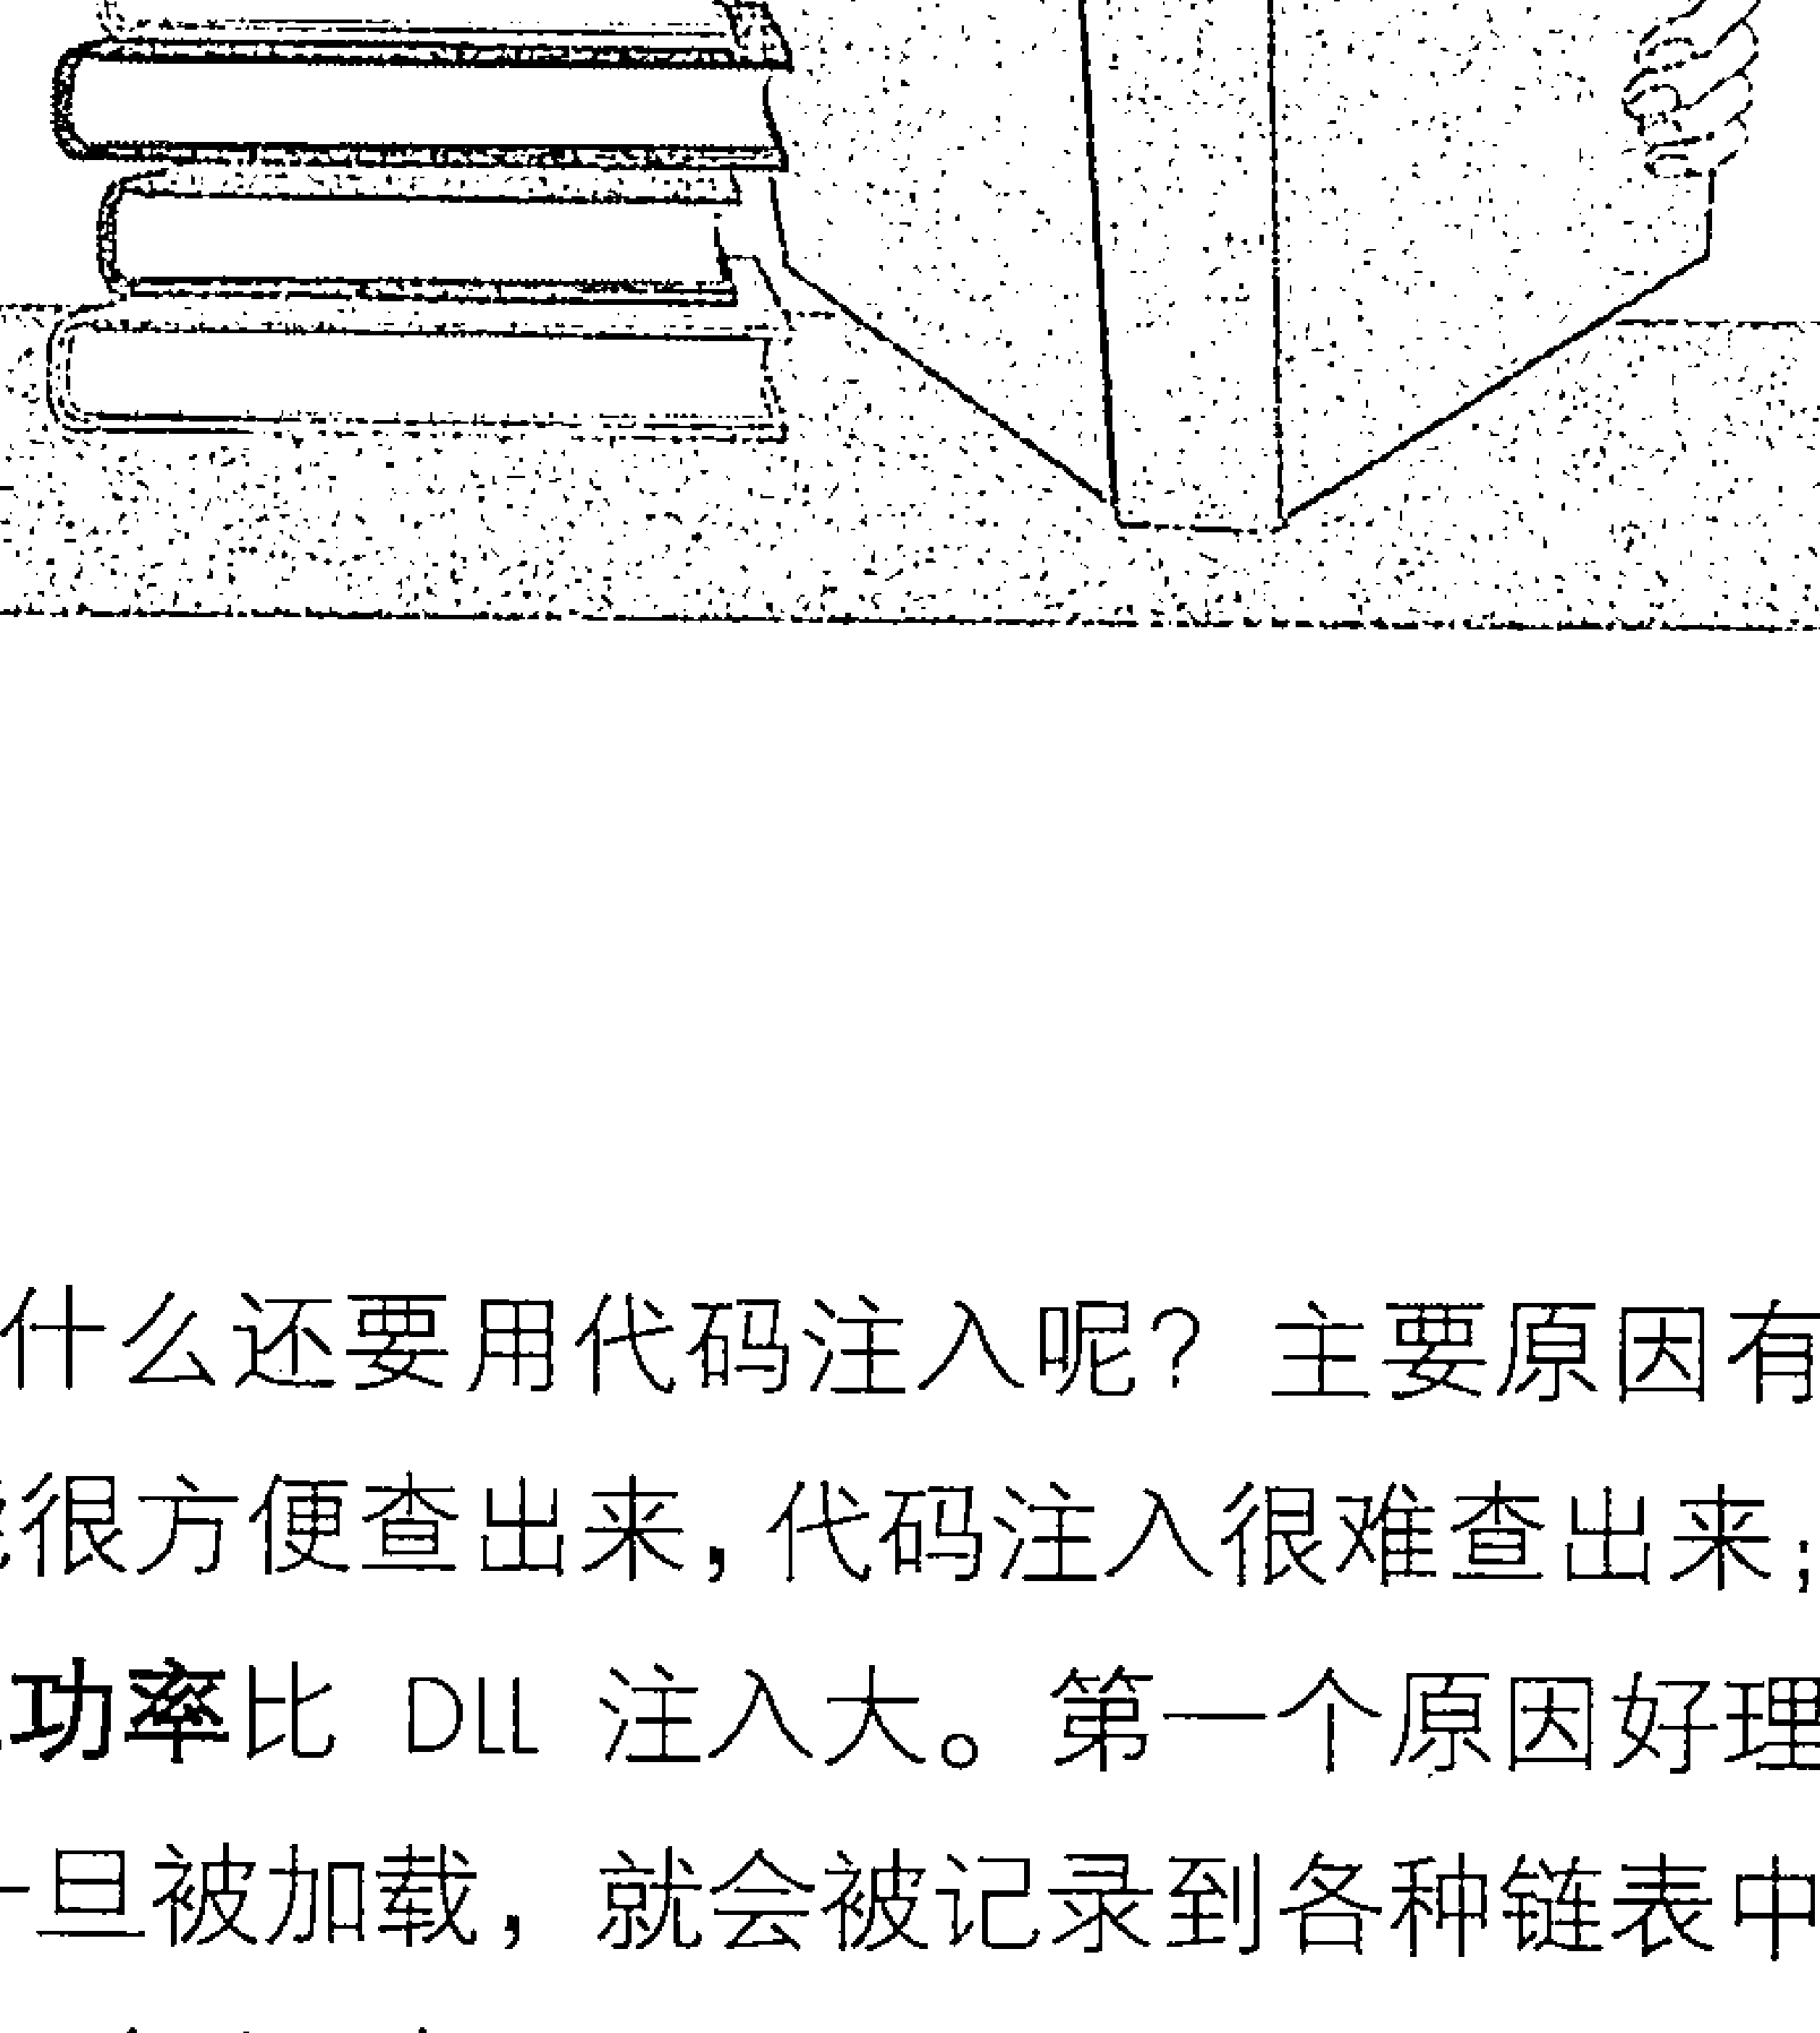 什么还要用代码注入呢？主要原因有
很方便查出来，代码注入很难查出来；
功率比 DLL 注入大。第一个原因好理
一旦被加载，就会被记录到各种链表中